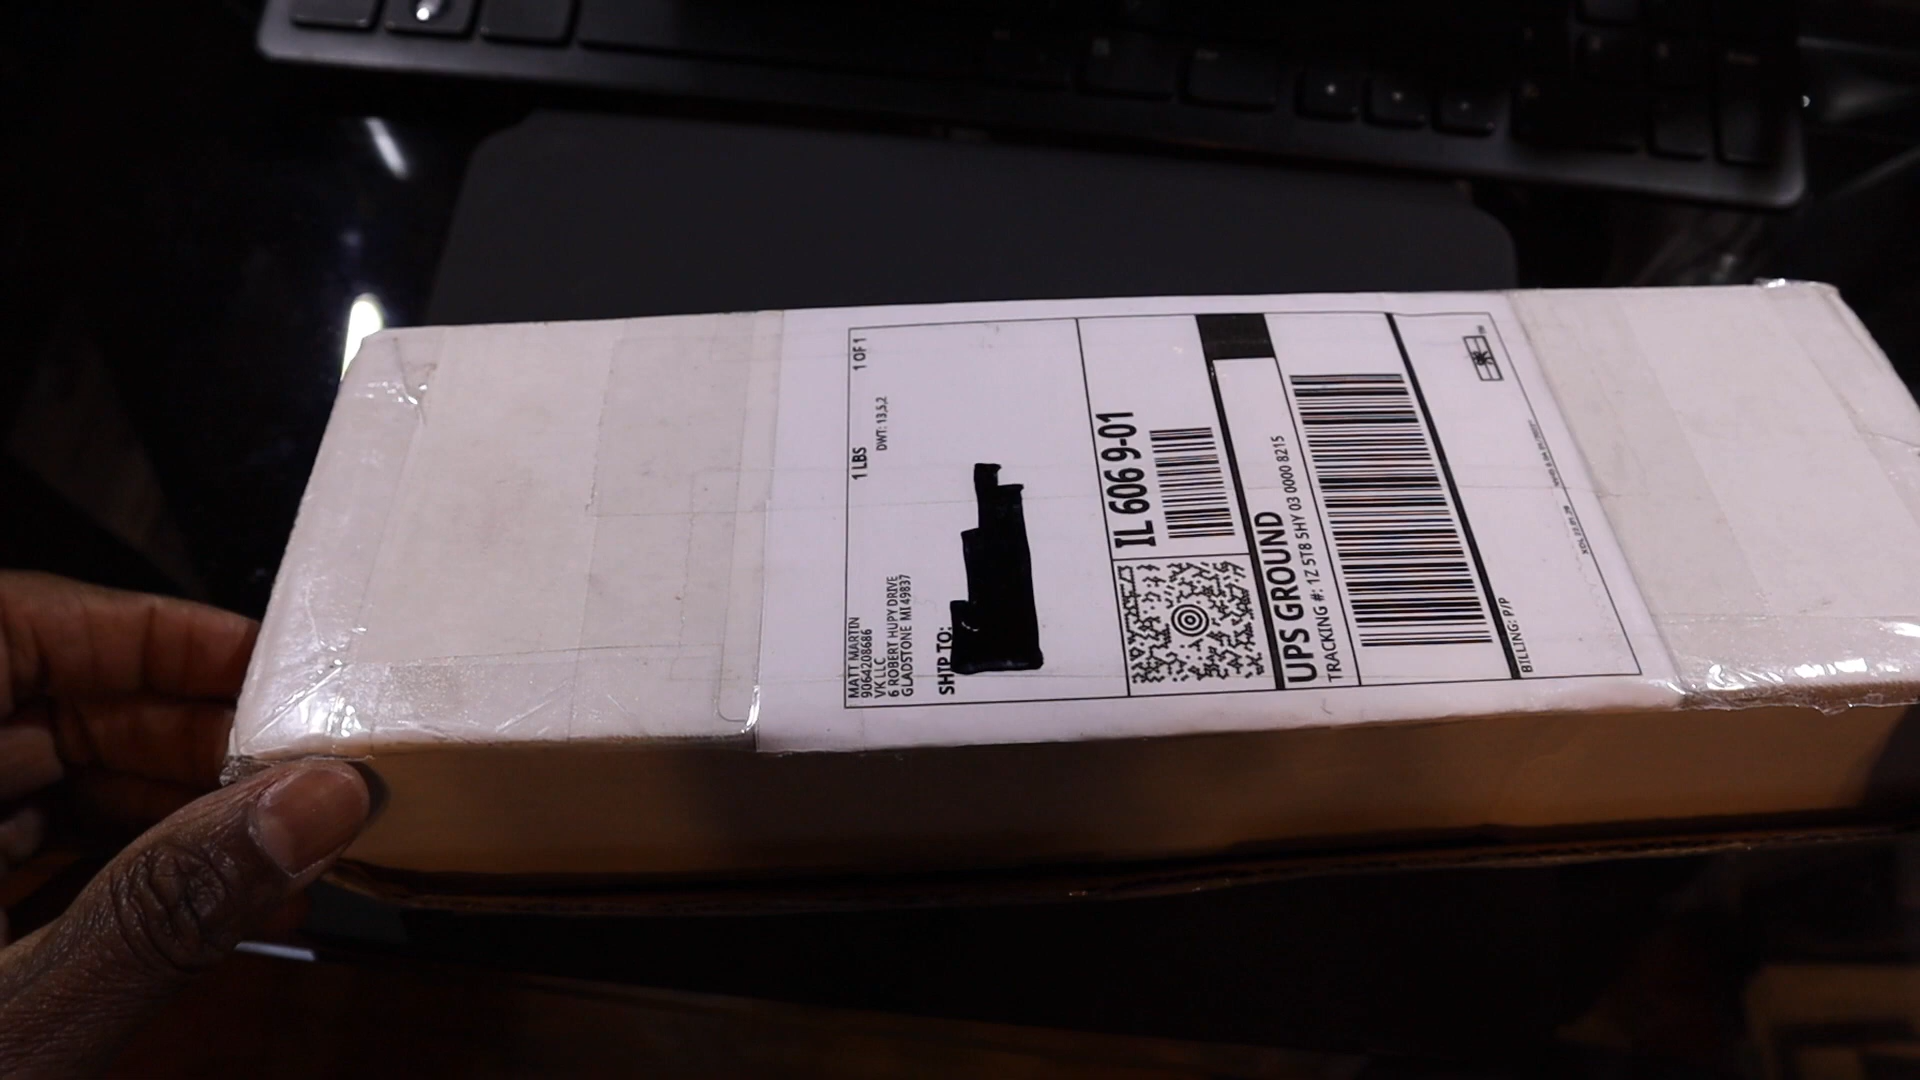 MATT MARTIN
9064208686
VK LLC
6 ROBERT HUPY DRIVE
GLADSTONE MI 49837
1 LBS
1 OF 1
DWT: 13,5,2
SHIP TO:
IL 606 9-01
UPS GROUND
TRACKING #: 1Z 5T8 5HY 03 0000 8215
BILLING: P/P